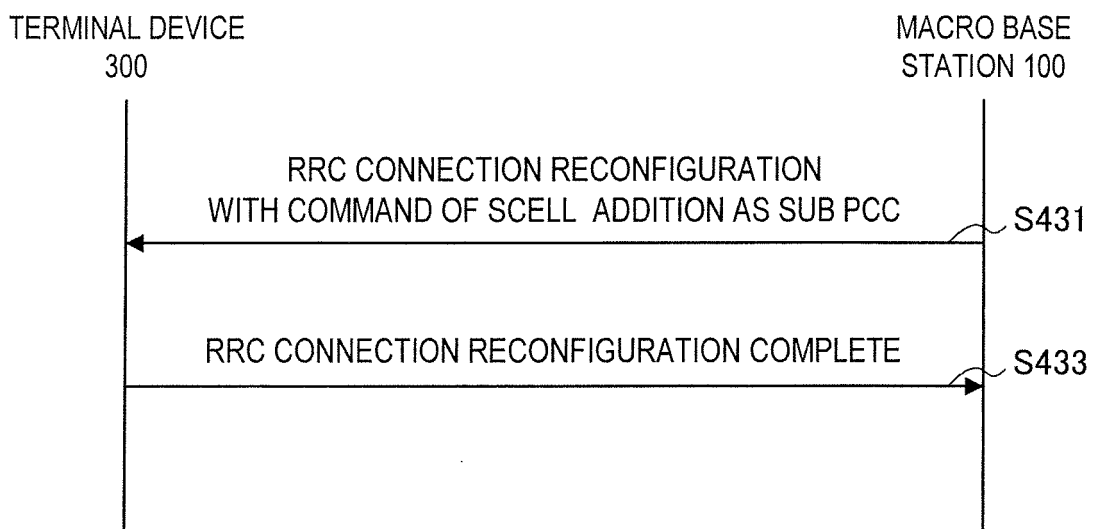 TERMINAL DEVICE
300
MACRO BASE
STATION 100
RRC CONNECTION RECONFIGURATION
WITH COMMAND OF SCELL ADDITION AS SUB PCC
S431
RRC CONNECTION RECONFIGURATION COMPLETE
S433